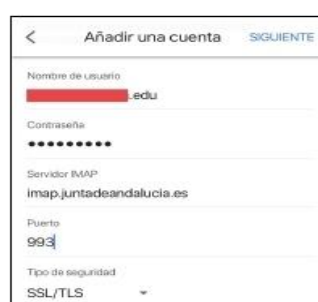 Añadir una cuenta SIGUIENTE
Nombre de usuario
.edu
Contraseña
Servidor IMAP
imap.juntadeandalucia.es
Puerto
993
Tipo de seguridad
SSL/TLS